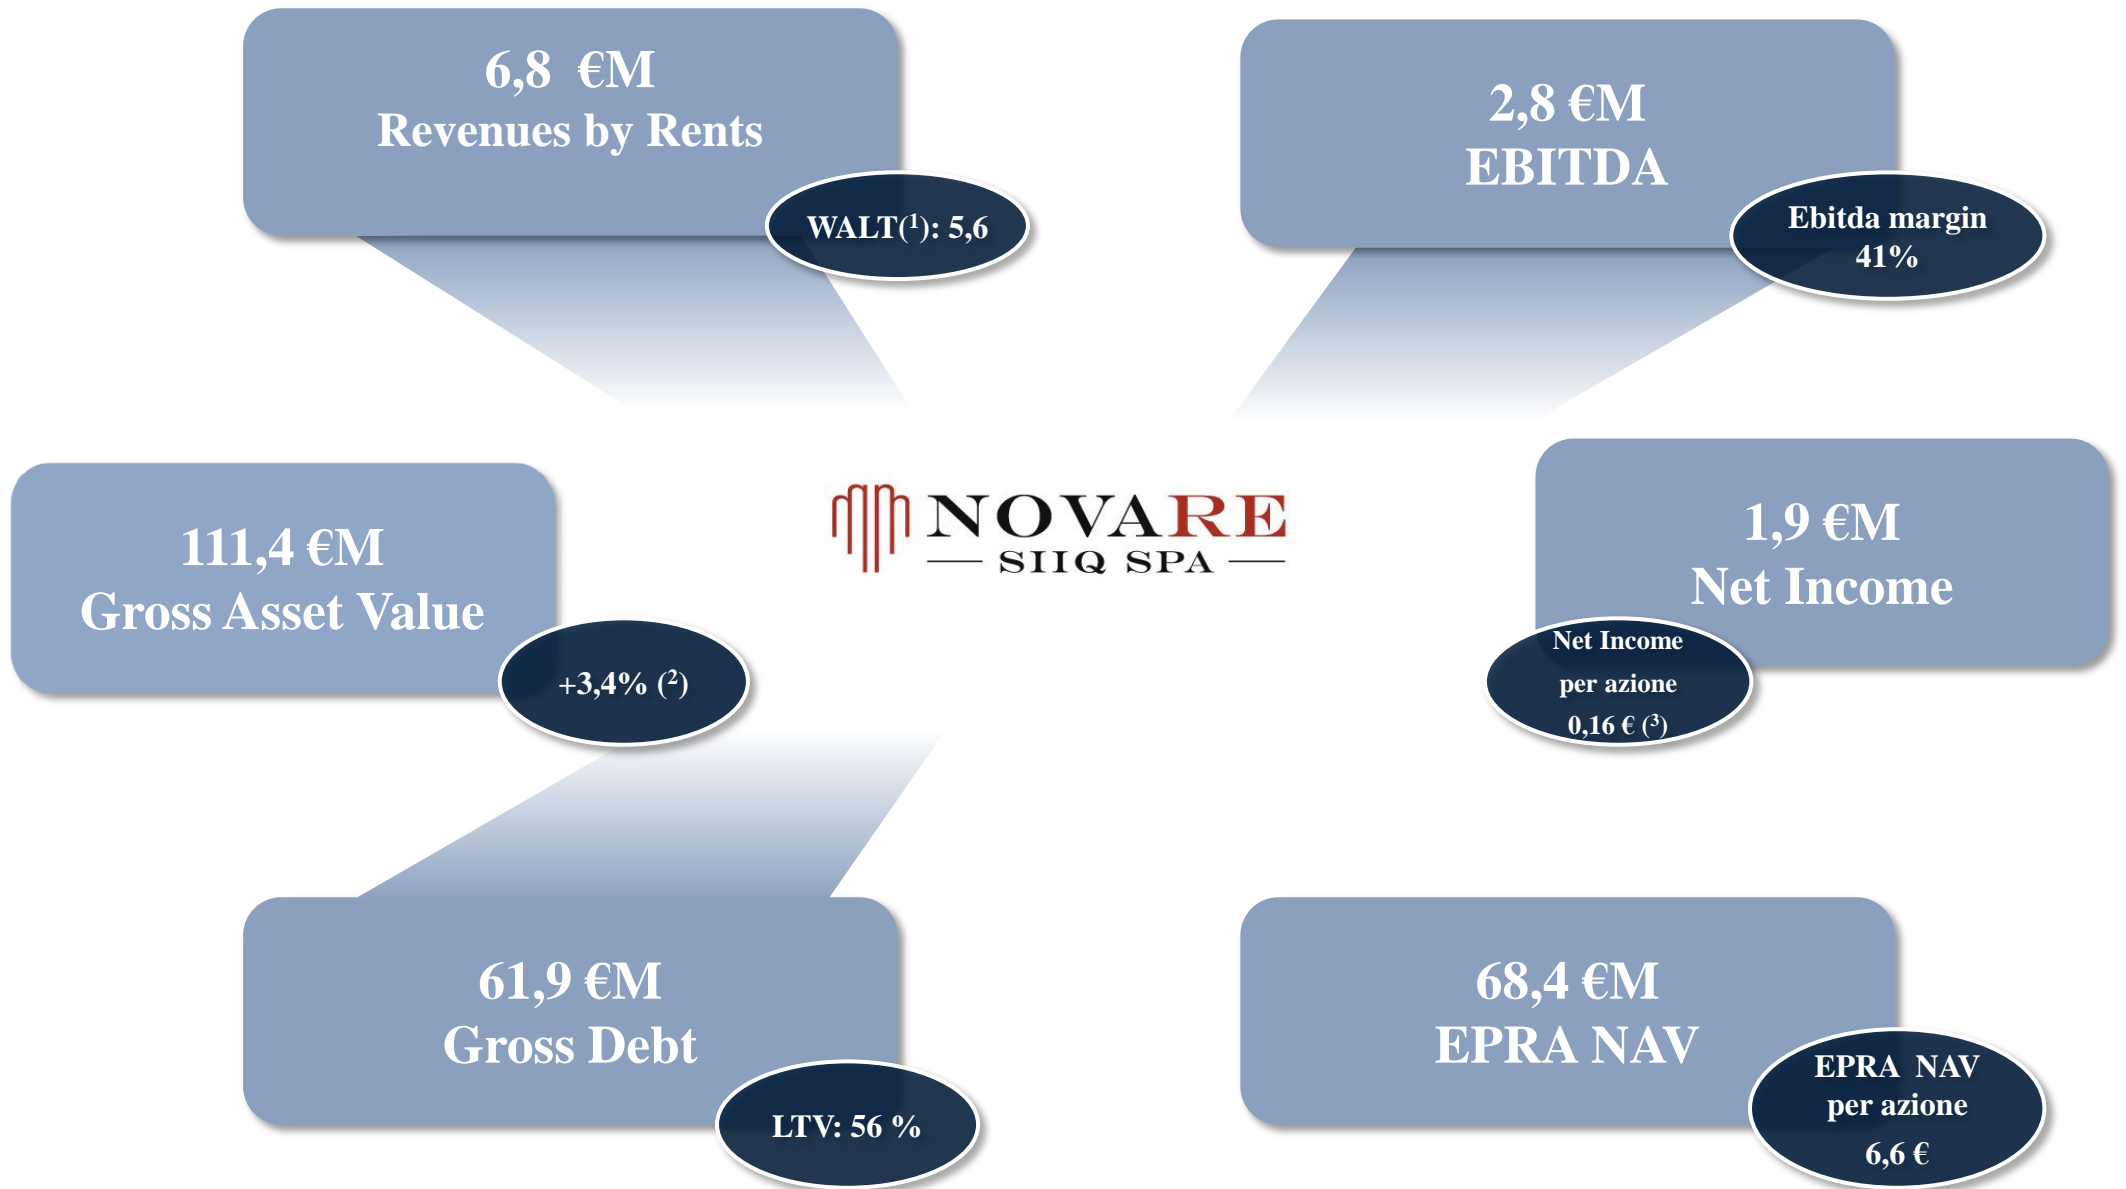 6,8 €M
Revenues by Rents
WALT(¹): 5,6
2,8 €M
EBITDA
Ebitda margin
41%
111,4 €M
Gross Asset Value
+3,4% (²)
NOVARE
SIIQ SPA
1,9 €M
Net Income
Net Income
per azione
0,16 € (³)
61,9 €M
Gross Debt
LTV: 56 %
68,4 €M
EPRA NAV
EPRA NAV
per azione
6,6 €